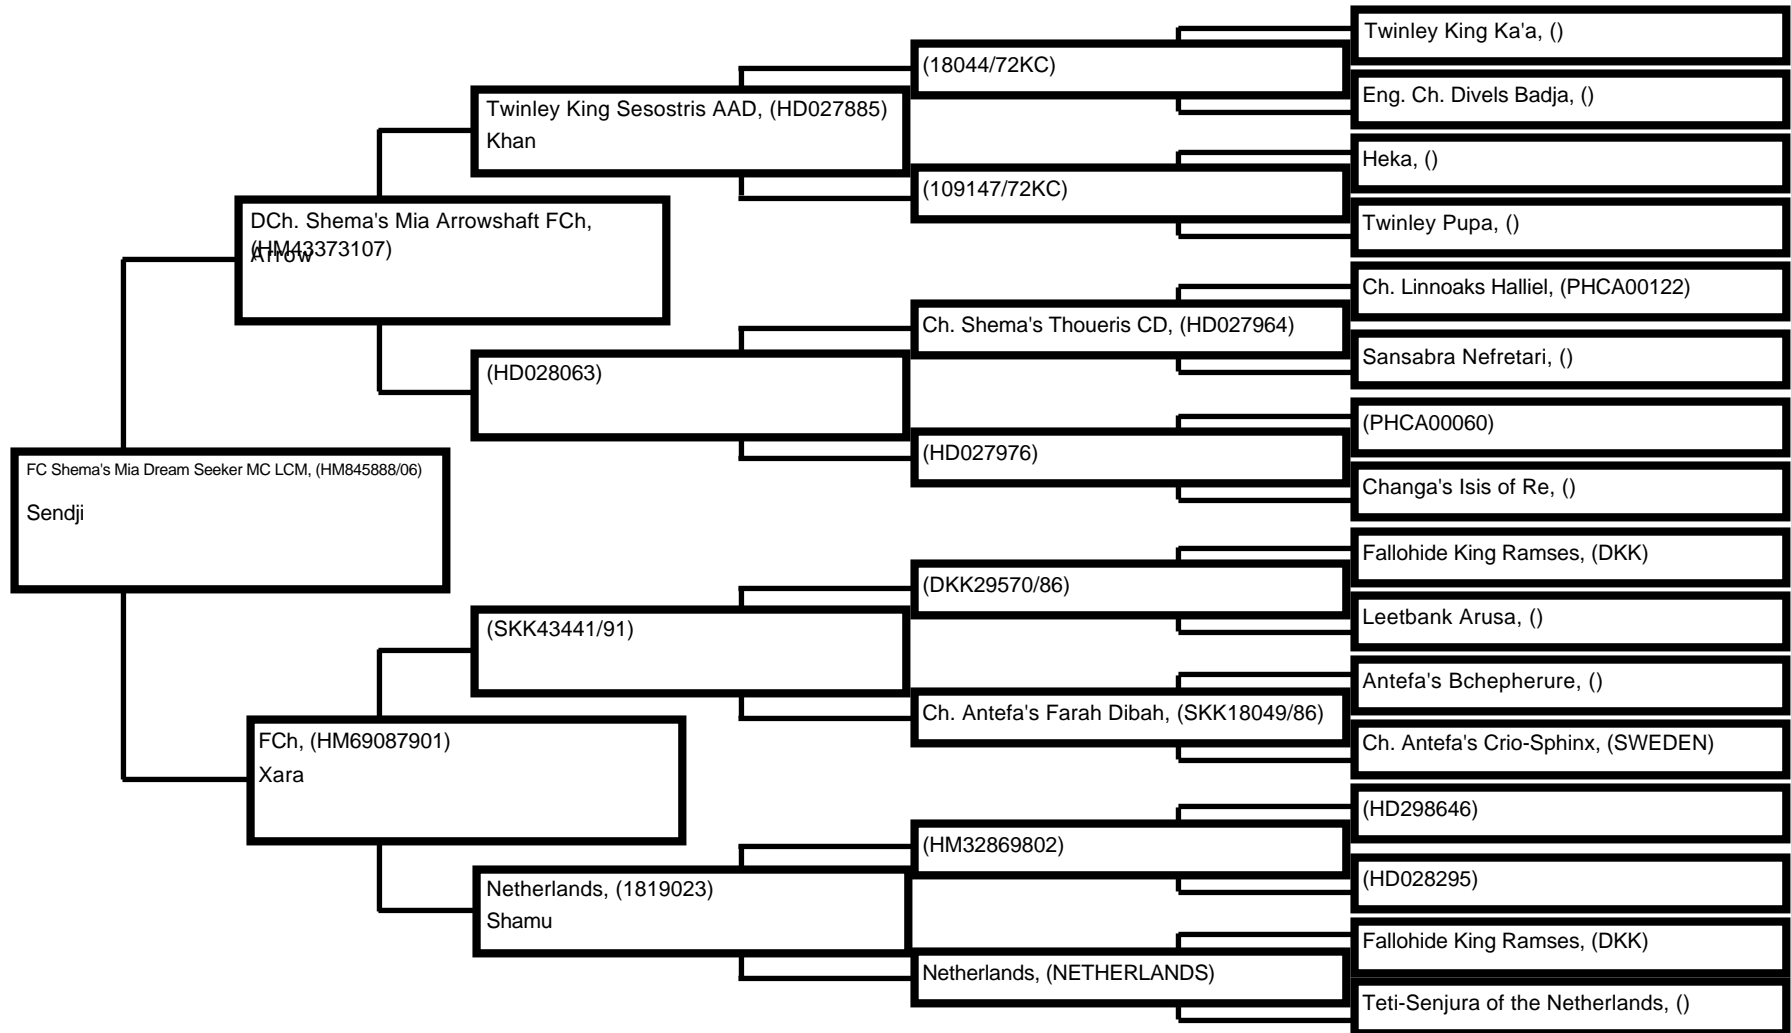 FC Shema's Mia Dream Seeker MC LCM, (HM845888/06)
Sendji
DCh. Shema's Mia Arrowshaft FCh,
(HM43373107)
Arrow
FCh, (HM69087901)
Xara
Twinley King Sesostris AAD, (HD027885)
Khan
(HD028063)
(SKK43441/91)
Netherlands, (1819023)
Shamu
(18044/72KC)
(109147/72KC)
Ch. Shema's Thoueris CD, (HD027964)
(HD027976)
(DKK29570/86)
Ch. Antefa's Farah Dibah, (SKK18049/86)
(HM32869802)
Netherlands, (NETHERLANDS)
Twinley King Ka'a, ()
Eng. Ch. Divels Badja, ()
Heka, ()
Twinley Pupa, ()
Ch. Linnoaks Halliel, (PHCA00122)
Sansabra Nefretari, ()
(PHCA00060)
Changa's Isis of Re, ()
Fallohide King Ramses, (DKK)
Leetbank Arusa, ()
Antefa's Bchepherure, ()
Ch. Antefa's Crio-Sphinx, (SWEDEN)
(HD298646)
(HD028295)
Fallohide King Ramses, (DKK)
Teti-Senjura of the Netherlands, ()